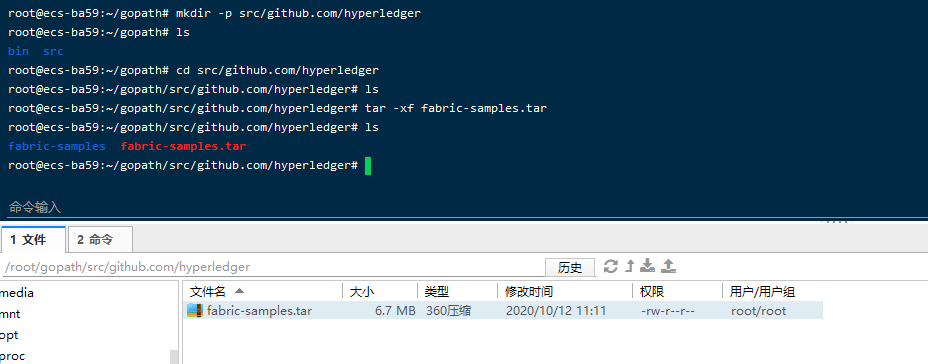 root@ecs-ba59:~/gopath# mkdir -p src/github.com/hyperledger
root@ecs-ba59:~/gopath# ls
bin  src
root@ecs-ba59:~/gopath# cd src/github.com/hyperledger
root@ecs-ba59:~/gopath/src/github.com/hyperledger# ls
root@ecs-ba59:~/gopath/src/github.com/hyperledger# tar -xf fabric-samples.tar
root@ecs-ba59:~/gopath/src/github.com/hyperledger# ls
fabric-samples  fabric-samples.tar
root@ecs-ba59:~/gopath/src/github.com/hyperledger#
命令输入
1 文件 2 命令
/root/gopath/src/github.com/hyperledger 历史
文件名 大小 类型 修改时间 权限 用户/用户组
media
fabric-samples.tar 6.7 MB 360压缩 2020/10/12 11:11 -rw-r--r-- root/root
mnt
opt
proc